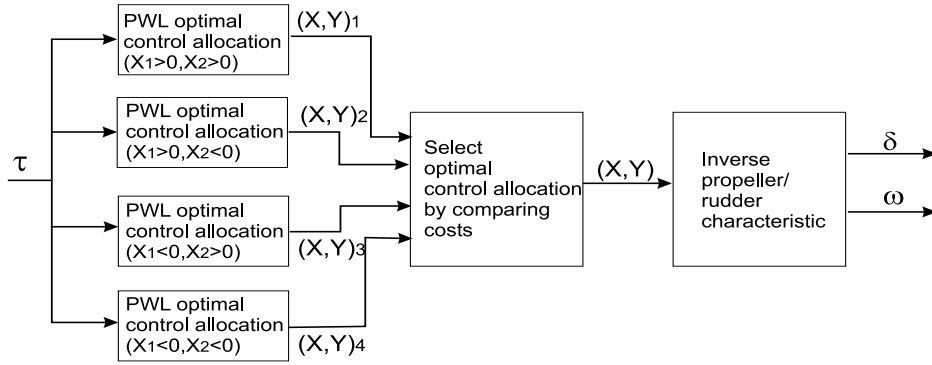 τ
PWL optimal
control allocation
(X1>0,X2>0)
(X,Y)1
PWL optimal
control allocation
(X1>0,X2<0)
(X,Y)2
PWL optimal
control allocation
(X1<0,X2>0)
(X,Y)3
PWL optimal
control allocation
(X1<0,X2<0)
(X,Y)4
Select
optimal
control allocation
by comparing
costs
(X,Y)
Inverse
propeller/
rudder
characteristic
δ
ω